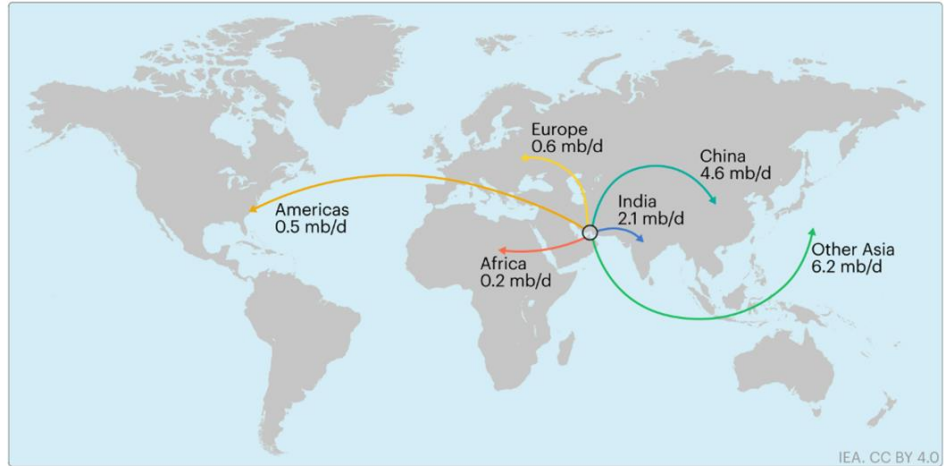 Europe
0.6 mb/d
China
4.6 mb/d
India
2.1 mb/d
Americas
0.5 mb/d
Other Asia
6.2 mb/d
Africa
0.2 mb/d
IEA. CC BY 4.0